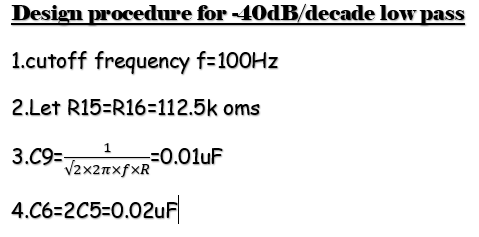 Design procedure for -40dB/decade low pass
1.cutoff frequency f=100Hz
2.Let R15=R16=112.5k oms
3.C9=1/√2×2π×f×R=0.01uF
4.C6=2C5=0.02uF